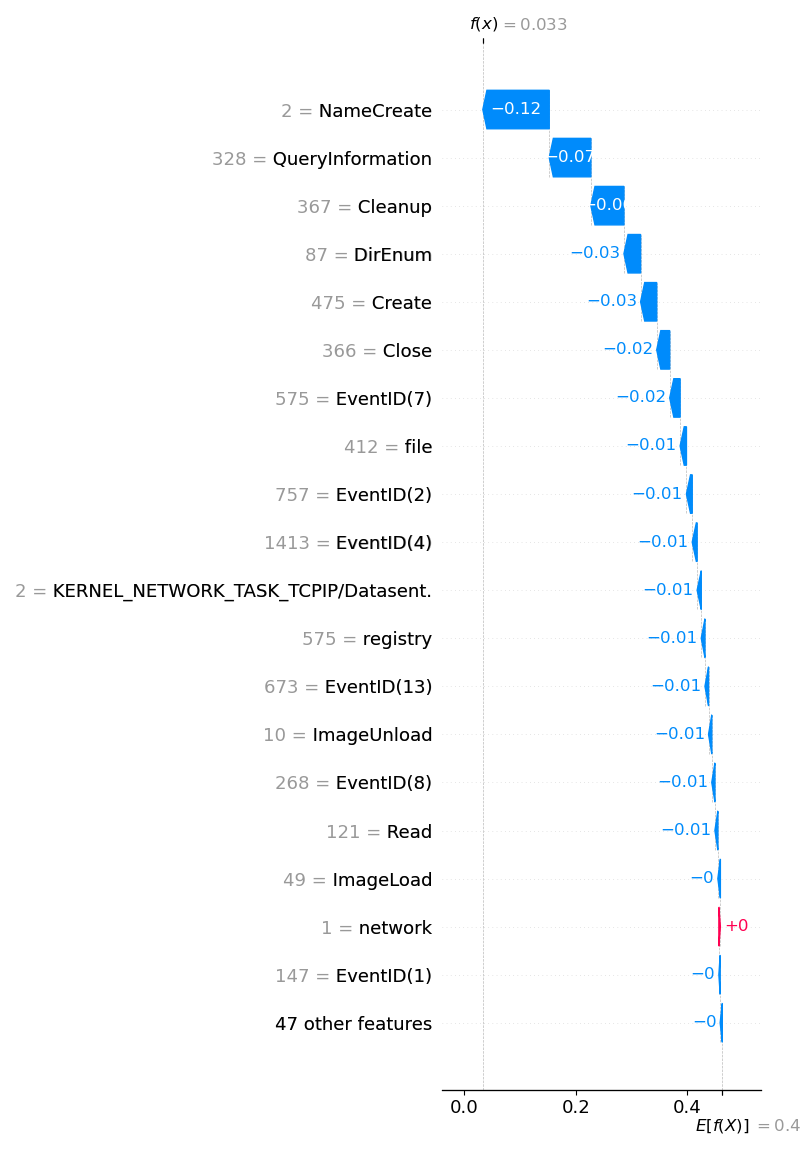 f(x) = 0.033
2 = NameCreate −0.12
328 = QueryInformation −0.07
367 = Cleanup −0.0
87 = DirEnum −0.03
475 = Create −0.03
366 = Close −0.02
575 = EventID(7) −0.02
412 = file −0.01
757 = EventID(2) −0.01
1413 = EventID(4) −0.01
2 = KERNEL_NETWORK_TASK_TCPIP/Datasent. −0.01
575 = registry −0.01
673 = EventID(13) −0.01
10 = ImageUnload −0.01
268 = EventID(8) −0.01
121 = Read −0.01
49 = ImageLoad −0
1 = network +0
147 = EventID(1) −0
47 other features −0
0.0 0.2 0.4
E[f(X)] = 0.4